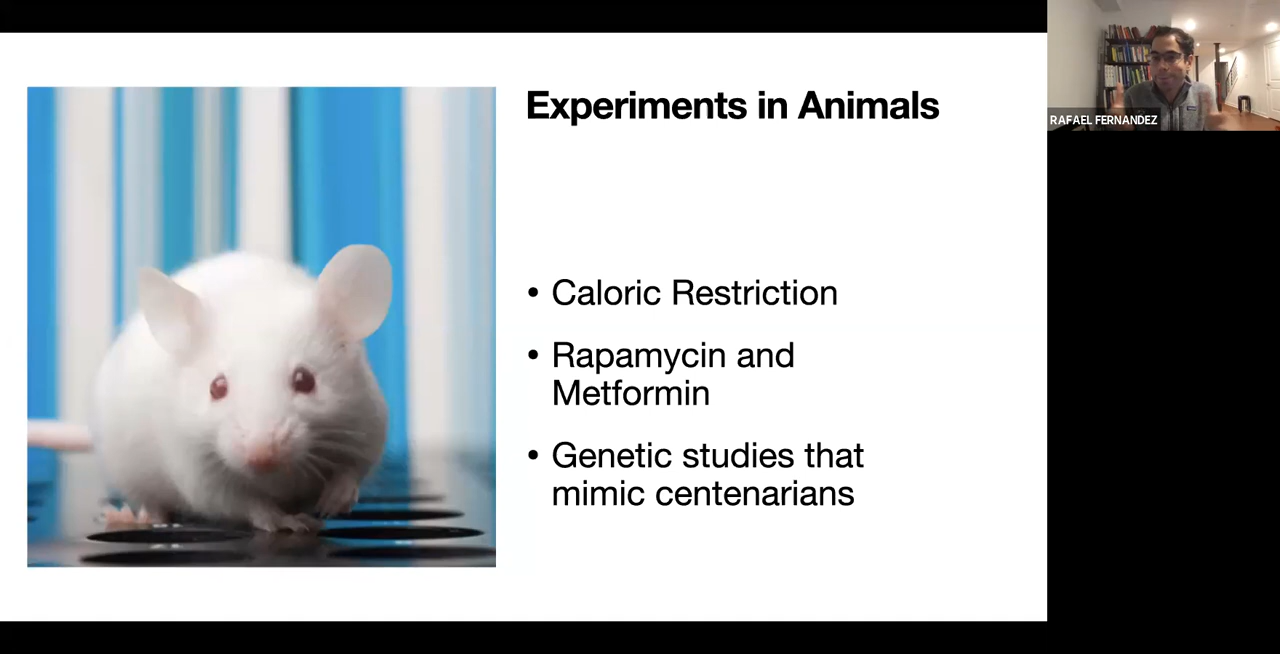 Experiments in Animals
• Caloric Restriction
• Rapamycin and
Metformin
• Genetic studies that
mimic centenarians
RAFAEL FERNANDEZ